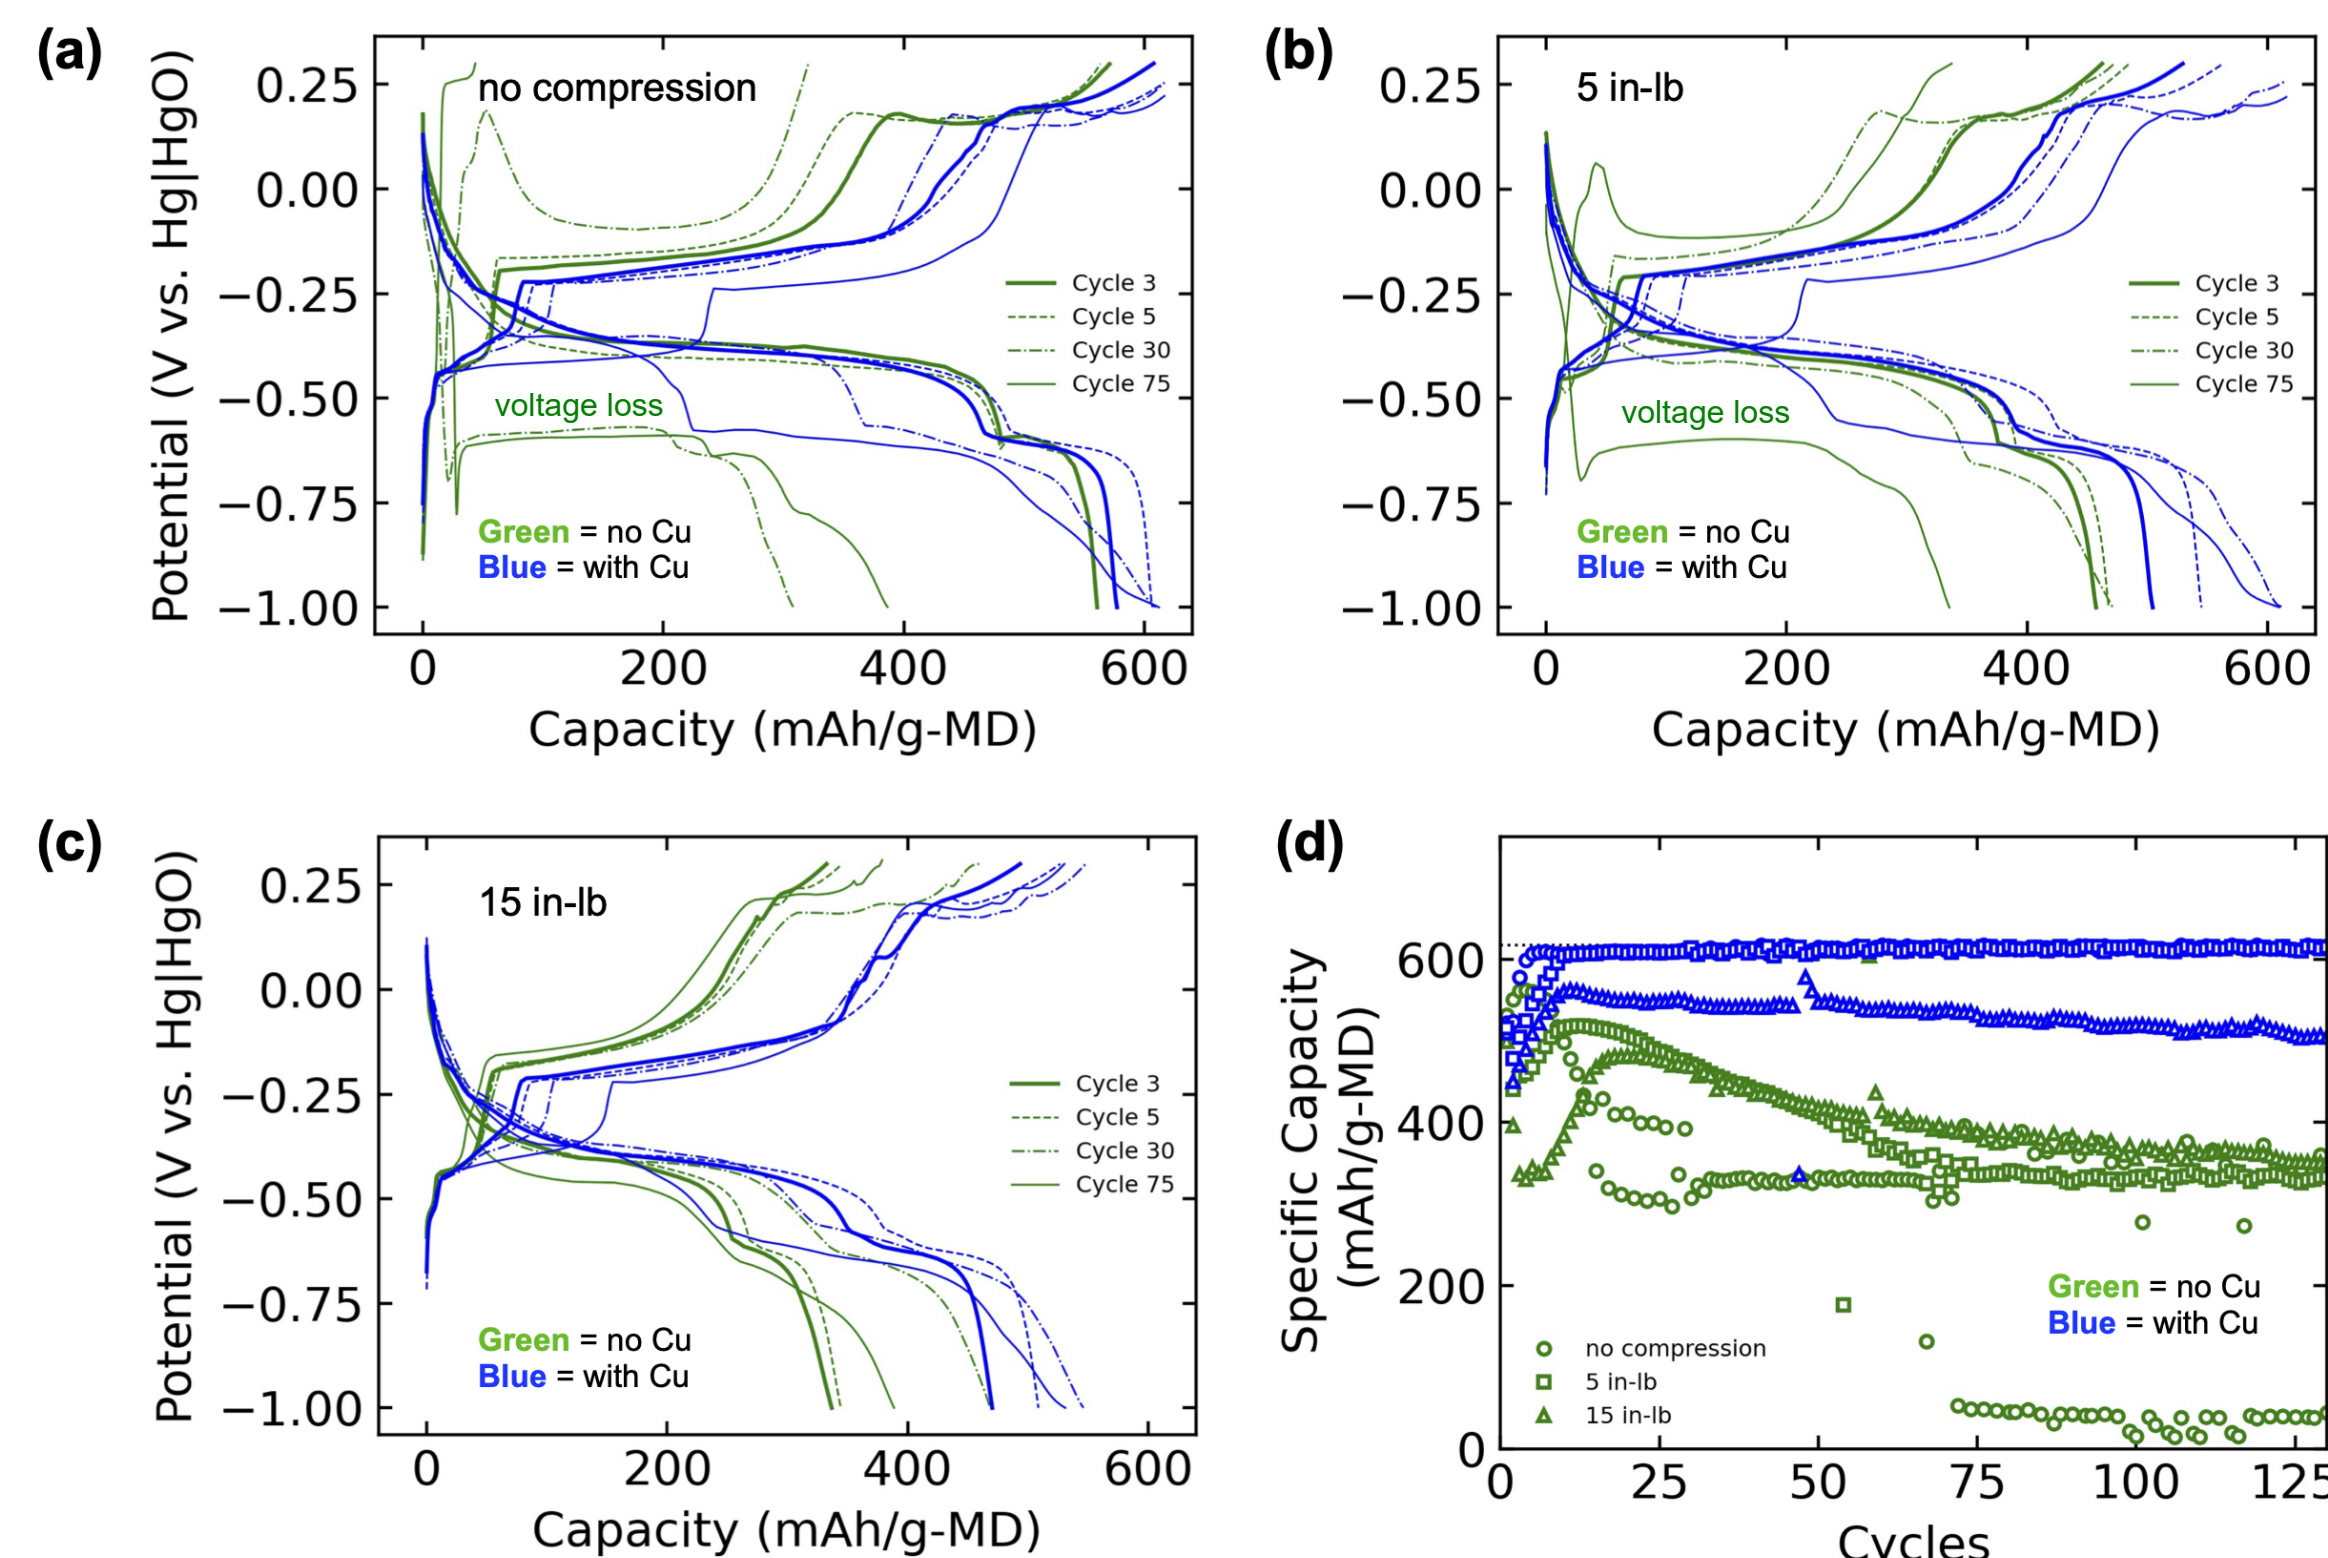 (a)
Potential (V vs. Hg|HgO)
0.25
0.00
−0.25
−0.50
−0.75
−1.00
no compression
Cycle 3
Cycle 5
Cycle 30
Cycle 75
voltage loss
Green = no Cu
Blue = with Cu
0 200 400 600
Capacity (mAh/g-MD)
(b)
0.25
0.00
−0.25
−0.50
−0.75
−1.00
5 in-lb
Cycle 3
Cycle 5
Cycle 30
Cycle 75
voltage loss
Green = no Cu
Blue = with Cu
0 200 400 600
Capacity (mAh/g-MD)
(c)
Potential (V vs. Hg|HgO)
0.25
0.00
−0.25
−0.50
−0.75
−1.00
15 in-lb
Cycle 3
Cycle 5
Cycle 30
Cycle 75
Green = no Cu
Blue = with Cu
0 200 400 600
Capacity (mAh/g-MD)
(d)
Specific Capacity
(mAh/g-MD)
600
400
200
0
Green = no Cu
Blue = with Cu
no compression
5 in-lb
15 in-lb
0 25 50 75 100 125
Cycles